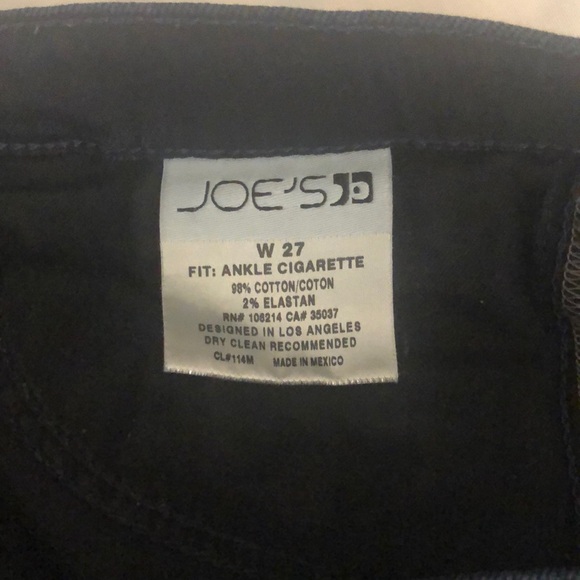 JOE'S
W 27
FIT: ANKLE CIGARETTE
98% COTTON/COTON
2% ELASTAN
RN# 106214 CA# 35037
DESIGNED IN LOS ANGELES
DRY CLEAN RECOMMENDED
CL#114M MADE IN MEXICO